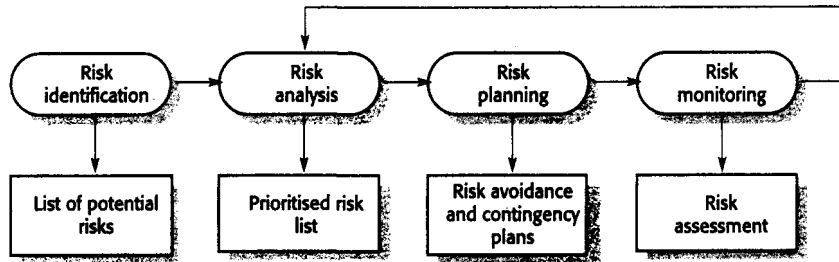 Risk
identification
Risk
analysis
Risk
planning
Risk
monitoring
List of potential
risks
Prioritised risk
list
Risk avoidance
and contingency
plans
Risk
assessment